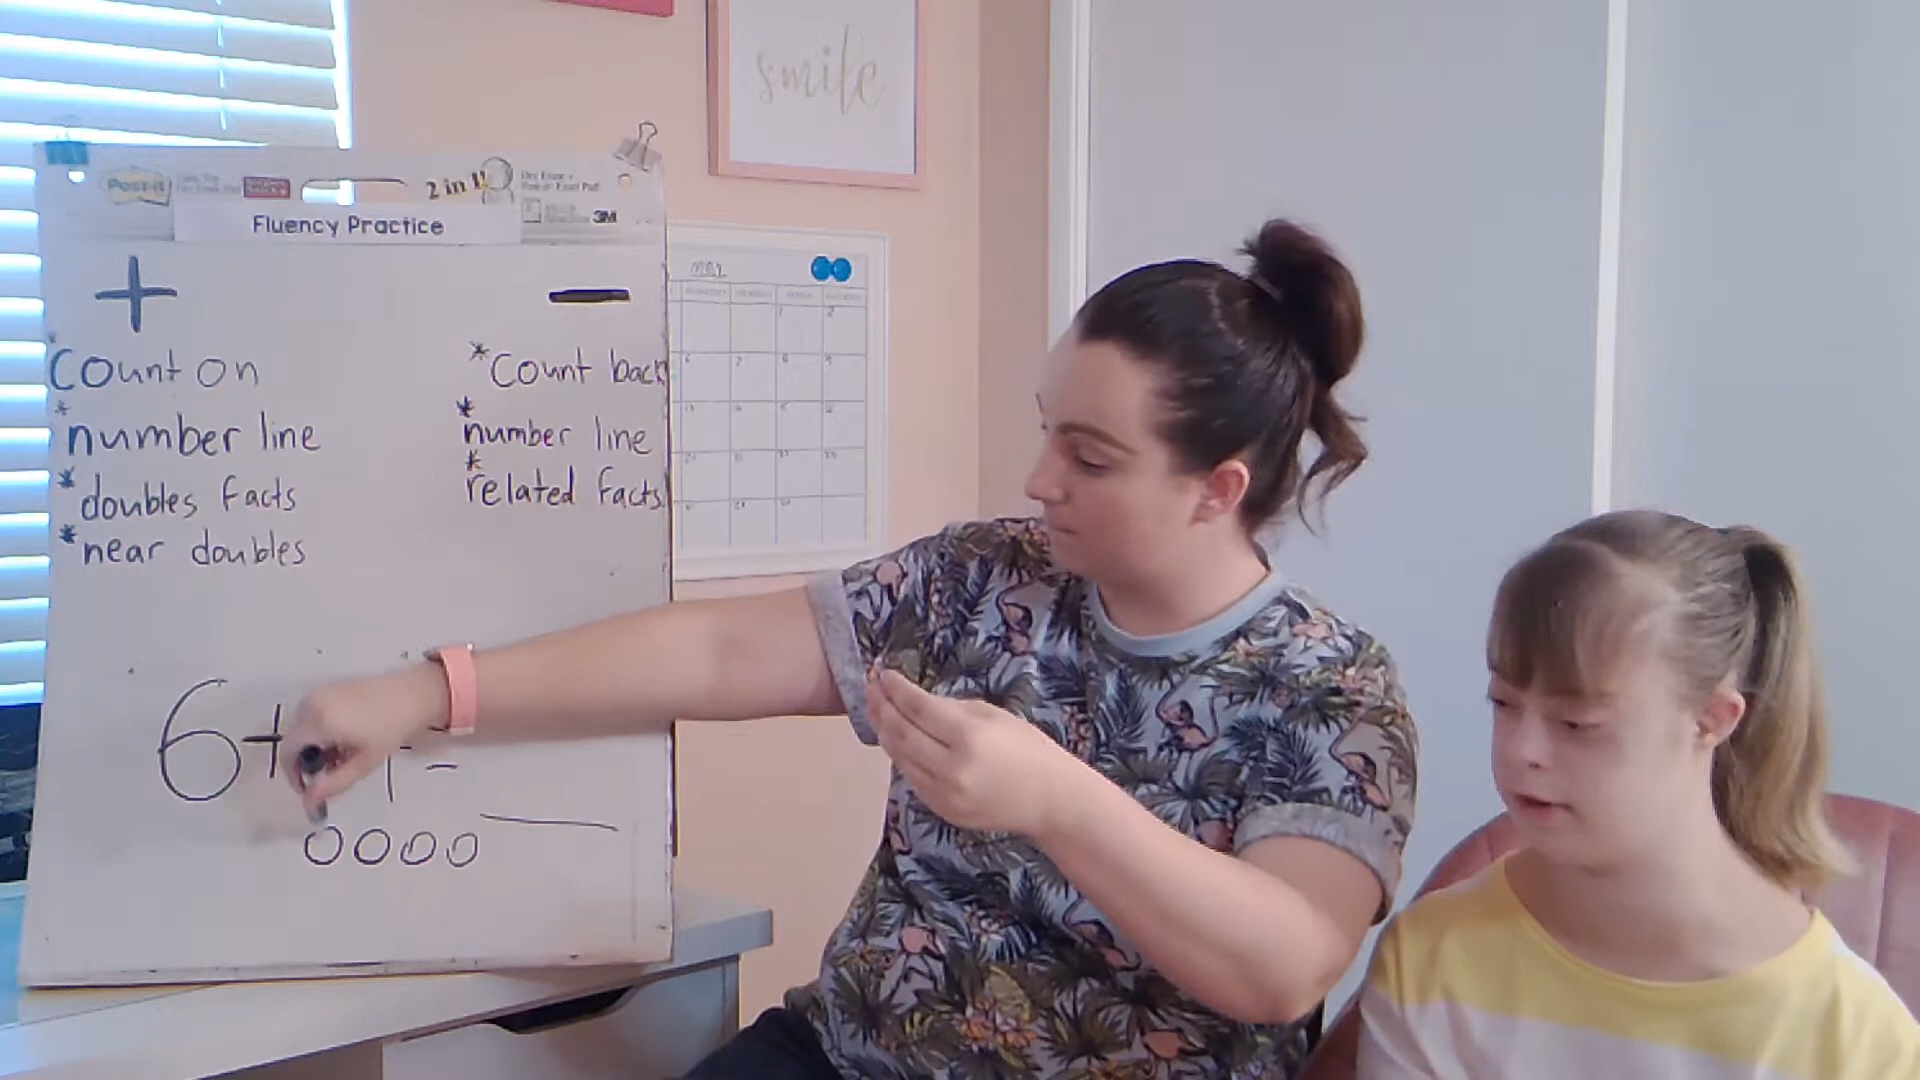 smile
Post-it
2 in 1!
3M
Fluency Practice
+
−
*Count on
*Count back
*number line
*number line
*doubles facts
*related facts
*near doubles
may
6+
=